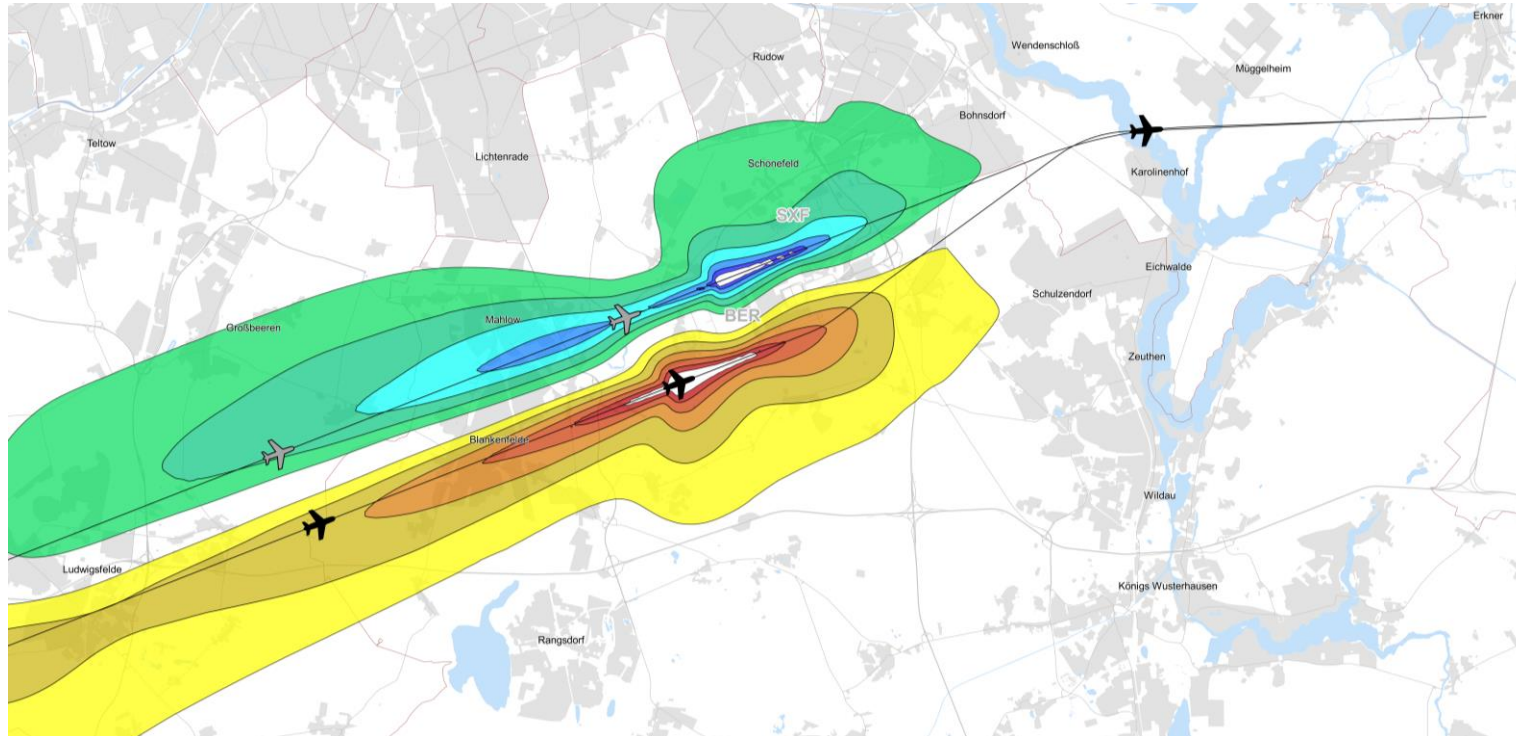 Erkner
Wendenschloß
Rudow
Müggelheim
Bohnsdorf
Teltow
Lichtenrade
Schönefeld
Karolinenhof
SXF
Eichwalde
Schulzendorf
BER
Mahlow
Großbeeren
Zeuthen
Blankenfelde
Wildau
Ludwigsfelde
Königs Wusterhausen
Rangsdorf